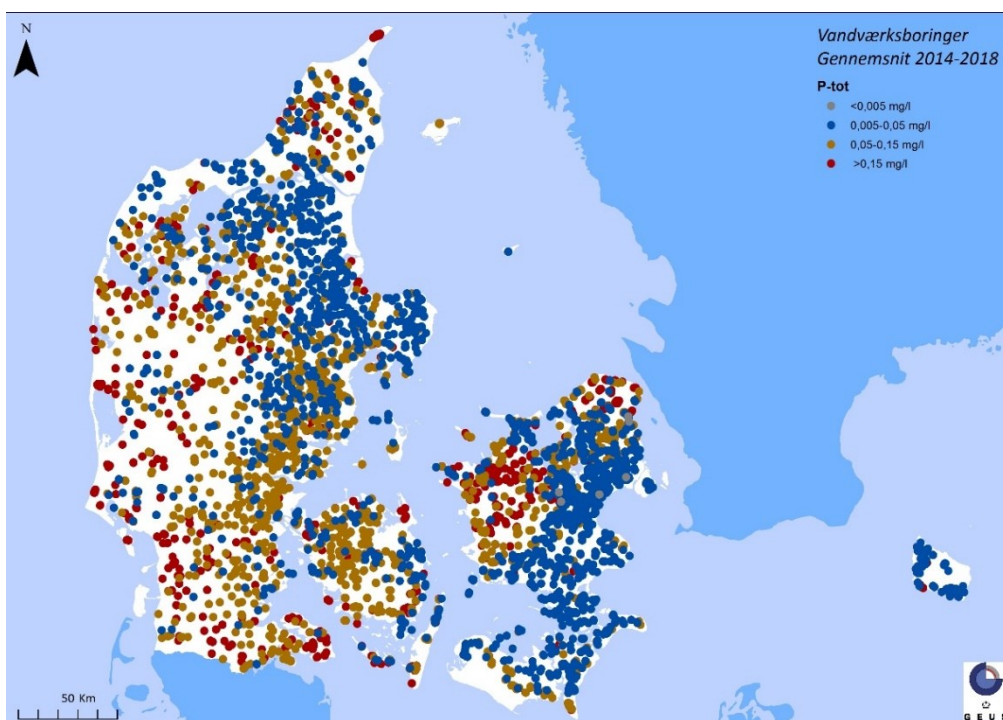 N
Vandværksboringer
Gennemsnit 2014-2018
P-tot
<0,005 mg/l
0,005-0,05 mg/l
0,05-0,15 mg/l
>0,15 mg/l
50 Km
G E U S